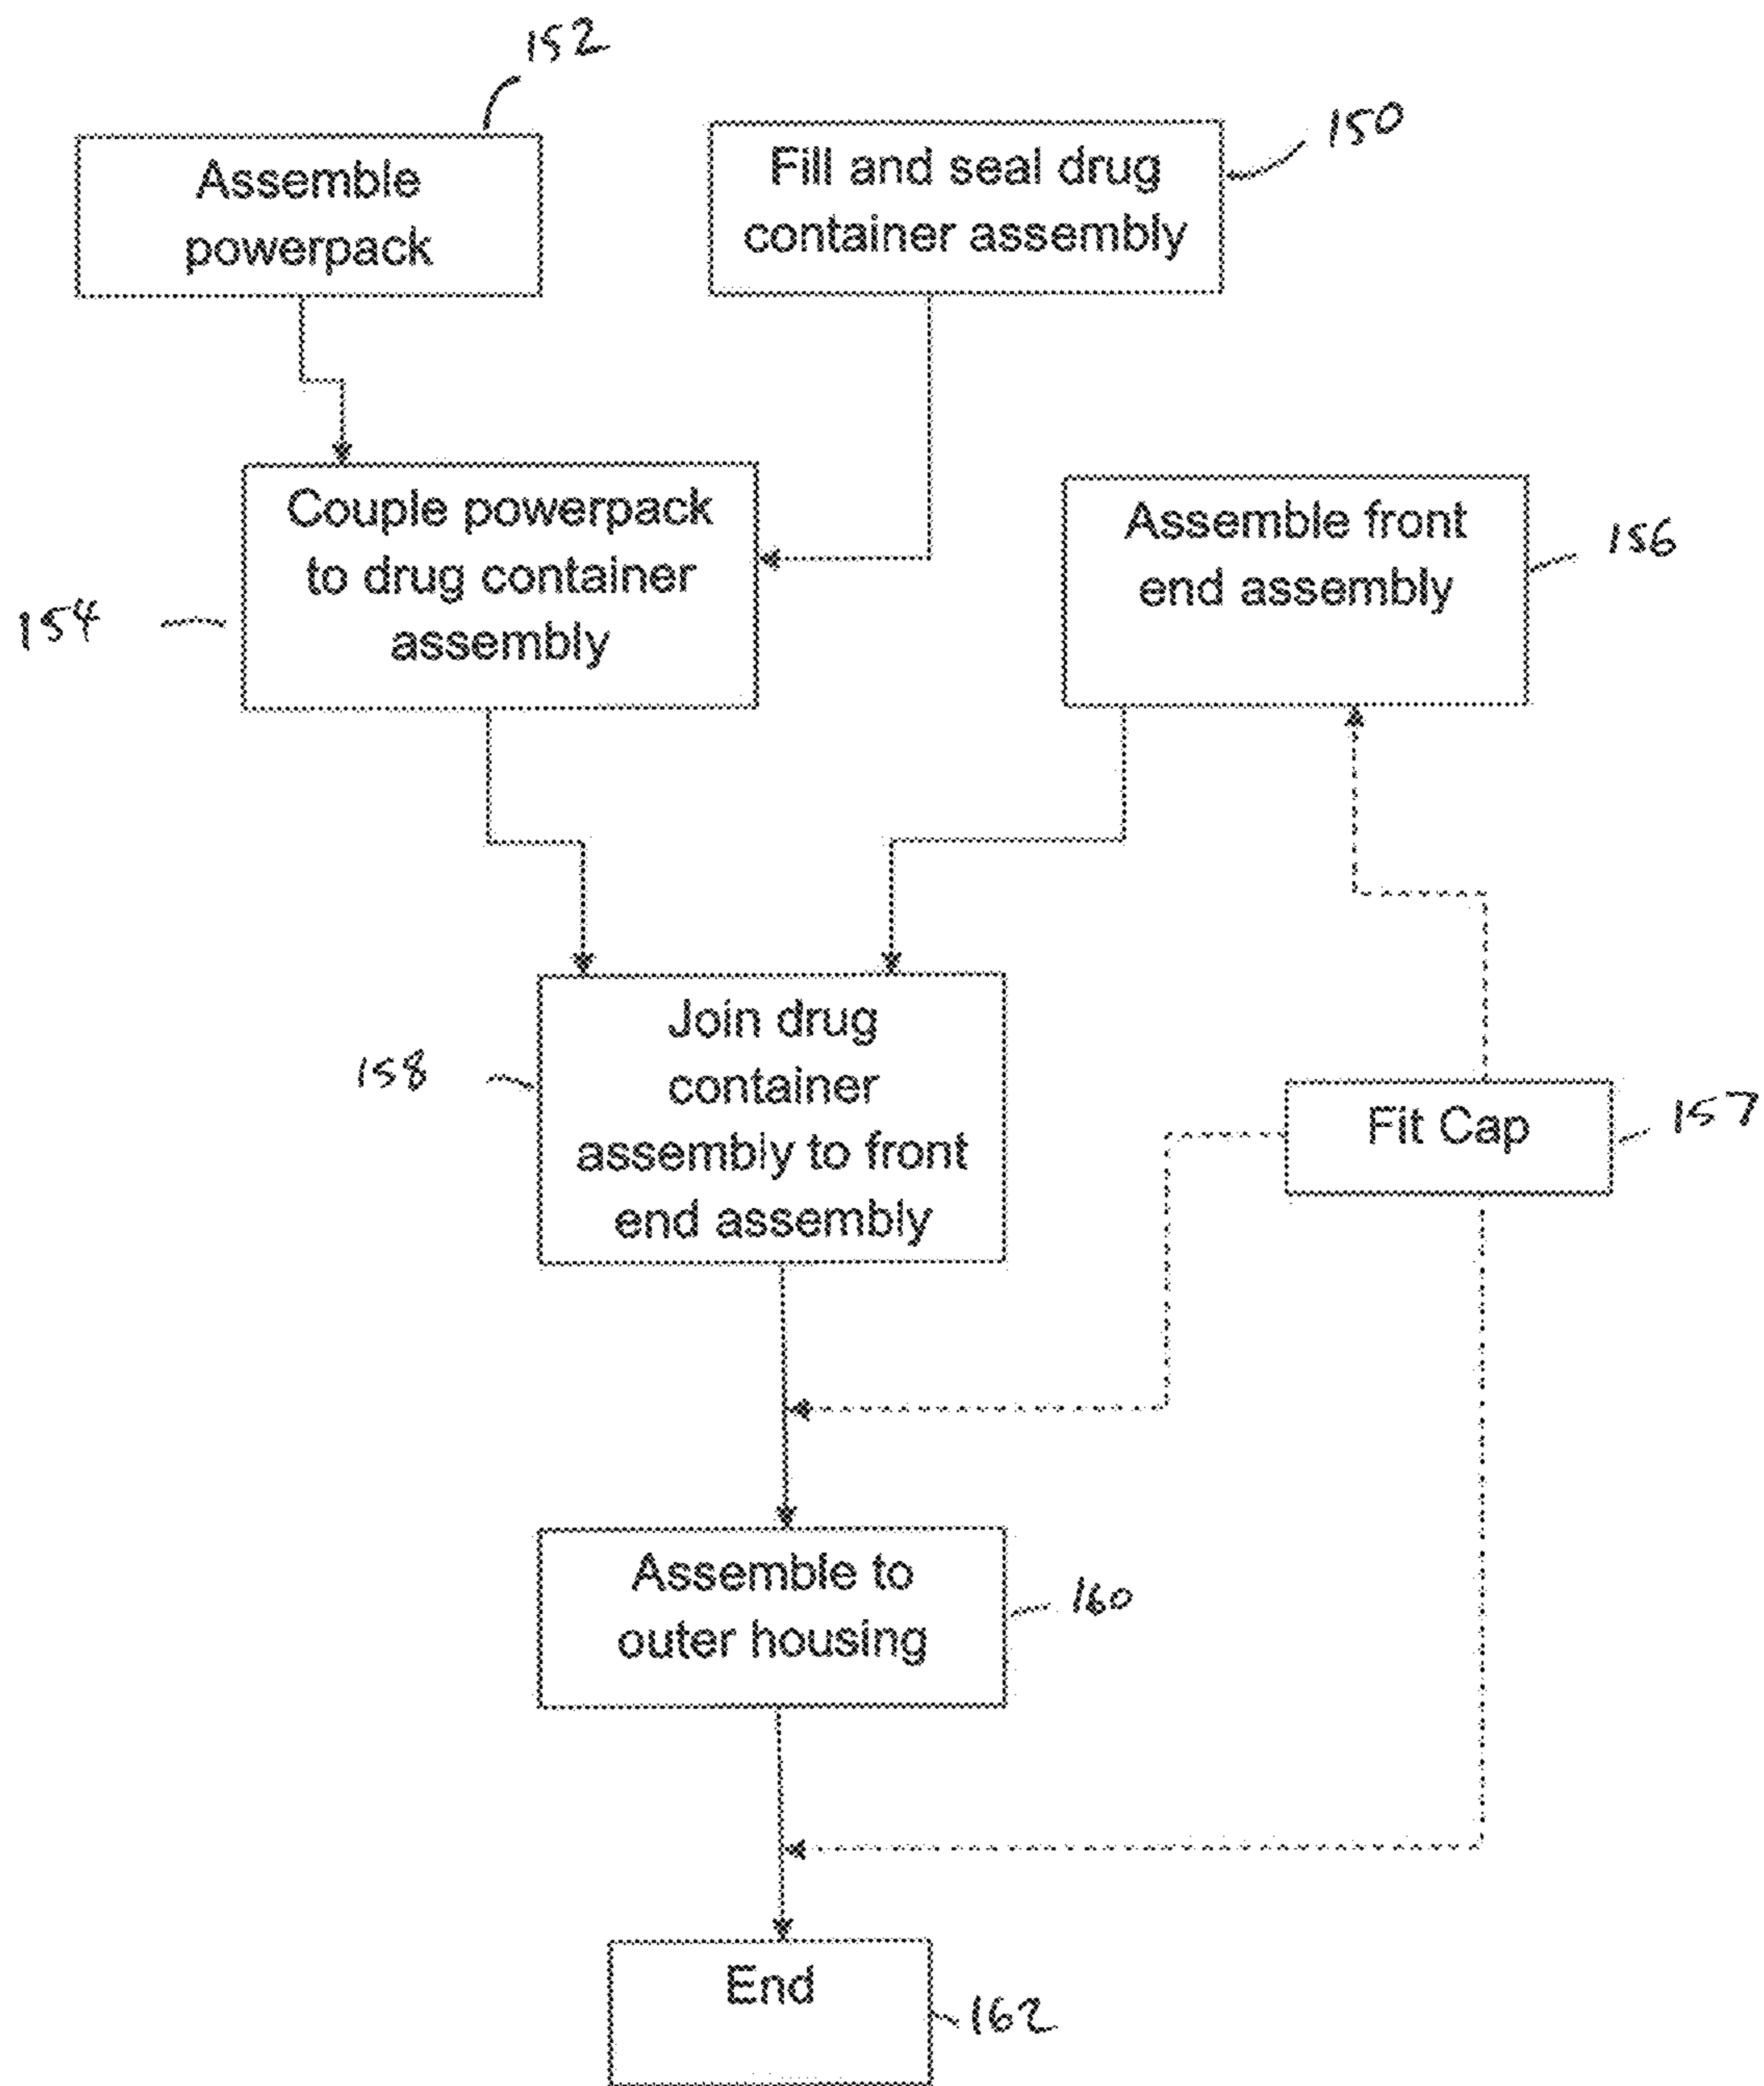 152
Assemble
powerpack
Fill and seal drug
container assembly
150
Couple powerpack
to drug container
assembly
154
Assemble front
end assembly
156
Join drug
container
assembly to front
end assembly
158
Fit Cap
157
Assemble to
outer housing
160
End
162